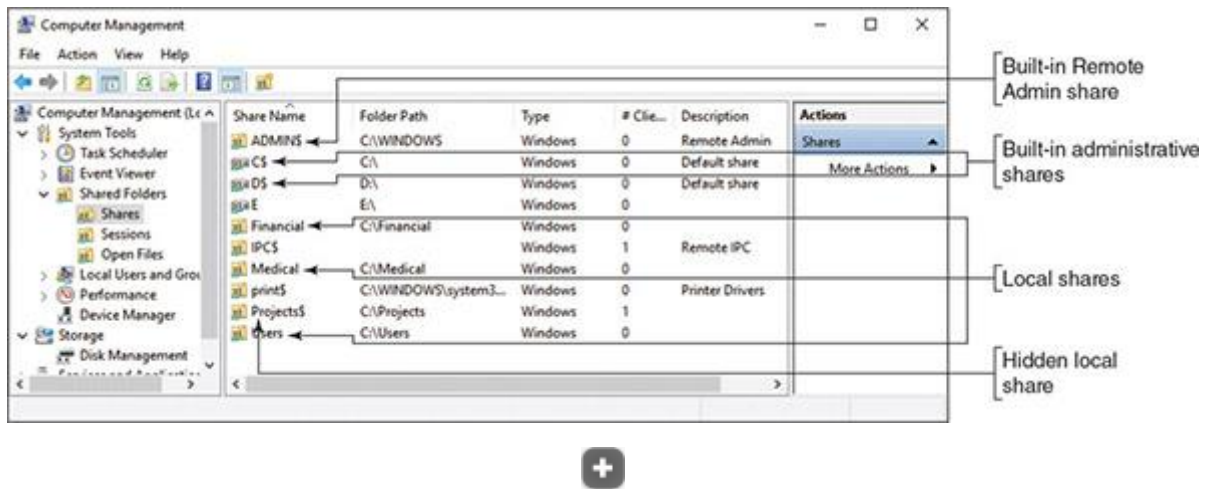 Computer Management
File Action View Help
Computer Management (Lc
System Tools
Task Scheduler
Event Viewer
Shared Folders
Shares
Sessions
Open Files
Local Users and Grou
Performance
Device Manager
Storage
Disk Management
Share Name Folder Path Type # Clie... Description
ADMIN$ C:\WINDOWS Windows 0 Remote Admin
C$ C:\ Windows 0 Default share
D$ D:\ Windows 0 Default share
E E:\ Windows 0
Financial C:\Financial Windows 0
IPC$ Windows 1 Remote IPC
Medical C:\Medical Windows 0
print$ C:\WINDOWS\system3... Windows 0 Printer Drivers
Projects$ C:\Projects Windows 1
Users C:\Users Windows 0
Actions
Shares
More Actions
Built-in Remote
Admin share
Built-in administrative
shares
Local shares
Hidden local
share